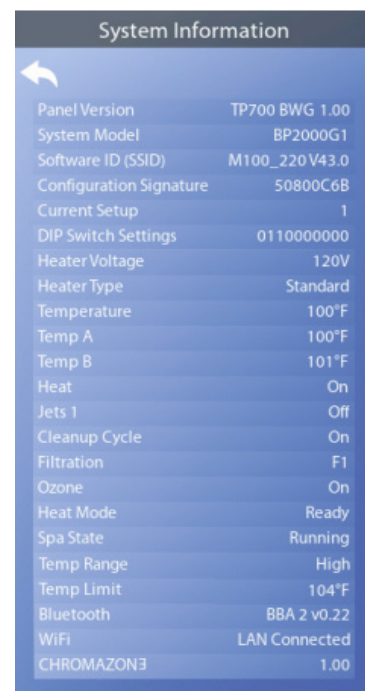 System Information
Panel Version TP700 BWG 1.00
System Model BP2000G1
Software ID (SSID) M100_220 V43.0
Configuration Signature 50800C6B
Current Setup 1
DIP Switch Settings 0110000000
Heater Voltage 120V
Heater Type Standard
Temperature 100°F
Temp A 100°F
Temp B 101°F
Heat On
Jets 1 Off
Cleanup Cycle On
Filtration F1
Ozone On
Heat Mode Ready
Spa State Running
Temp Range High
Temp Limit 104°F
Bluetooth BBA 2 v0.22
WiFi LAN Connected
CHROMAZONƎ 1.00